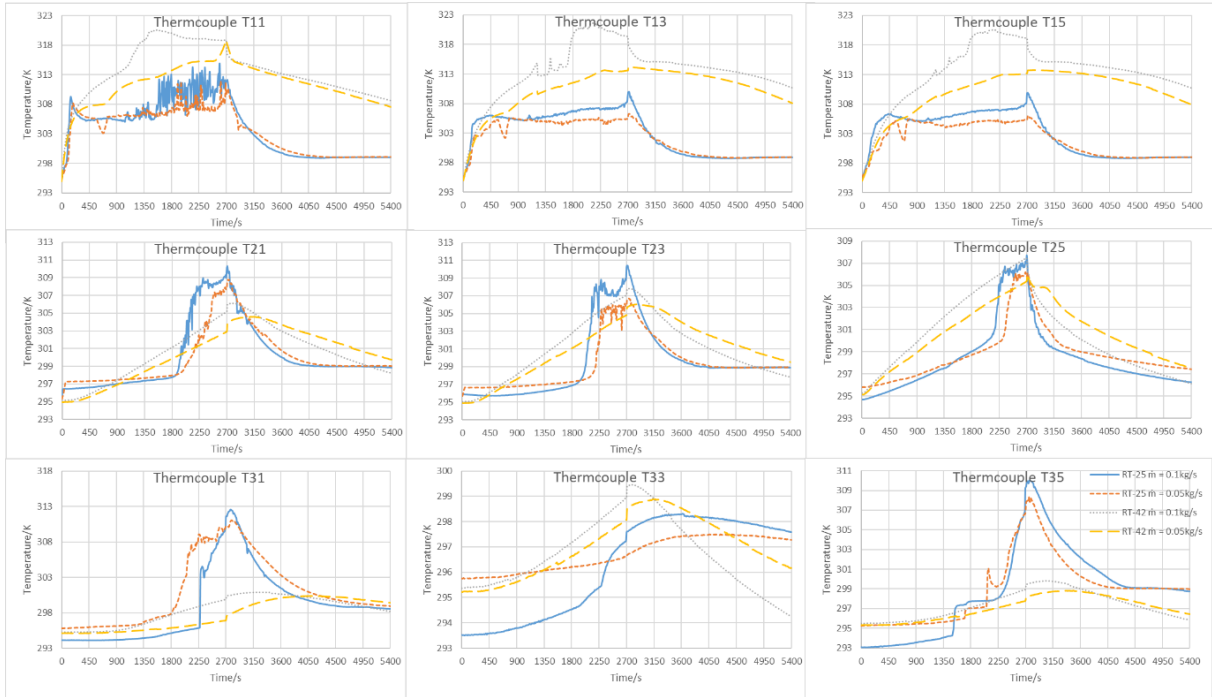 Thermcouple T11
Temperature/K
323
318
313
308
303
298
293
0 450 900 1350 1800 2250 2700 3150 3600 4050 4500 4950 5400
Time/s
Thermcouple T13
Temperature/K
323
318
313
308
303
298
293
0 450 900 1350 1800 2250 2700 3150 3600 4050 4500 4950 5400
Time/s
Thermcouple T15
Temperature/K
323
318
313
308
303
298
293
0 450 900 1350 1800 2250 2700 3150 3600 4050 4500 4950 5400
Time/s
Thermcouple T21
Temperature/K
313
311
309
307
305
303
301
299
297
295
293
0 450 900 1350 1800 2250 2700 3150 3600 4050 4500 4950 5400
Time/s
Thermcouple T23
Temperature/K
313
311
309
307
305
303
301
299
297
295
293
0 450 900 1350 1800 2250 2700 3150 3600 4050 4500 4950 5400
Time/s
Thermcouple T25
Temperature/K
309
307
305
303
301
299
297
295
293
0 450 900 1350 1800 2250 2700 3150 3600 4050 4500 4950 5400
Time/s
Thermcouple T31
Temperature/K
318
313
308
303
298
293
0 450 900 1350 1800 2250 2700 3150 3600 4050 4500 4950 5400
Time/s
Thermcouple T33
Temperature/K
300
299
298
297
296
295
294
293
0 450 900 1350 1800 2250 2700 3150 3600 4050 4500 4950 5400
Time/s
Thermcouple T35
Temperature/K
311
309
307
305
303
301
299
297
295
293
0 450 900 1350 1800 2250 2700 3150 3600 4050 4500 4950 5400
Time/s
RT-25 ṁ = 0.1kg/s
RT-25 ṁ = 0.05kg/s
RT-42 ṁ = 0.1kg/s
RT-42 ṁ = 0.05kg/s